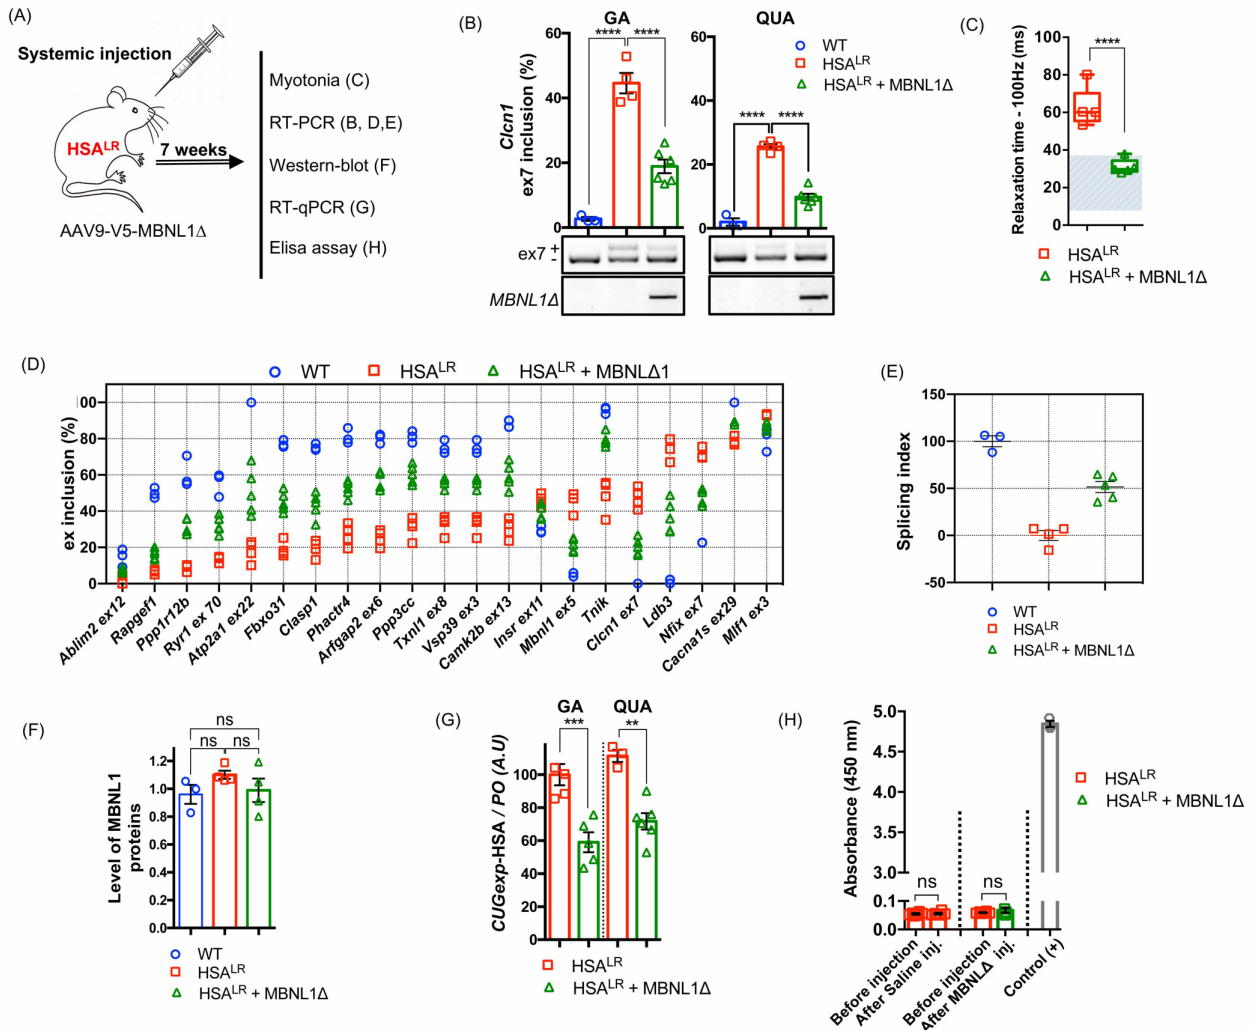 (A)
Systemic injection
HSALR
7 weeks
AAV9-V5-MBNL1Δ
Myotonia (C)
RT-PCR (B, D,E)
Western-blot (F)
RT-qPCR (G)
Elisa assay (H)
(B)
GA
QUA
Clcn1
ex7 inclusion (%)
60
40
20
0
****
****
60
40
20
0
****
****
WT
HSALR
HSALR + MBNL1Δ
ex7 +
-
MBNL1Δ
(C)
Relaxation time - 100Hz (ms)
100
80
60
40
20
0
****
HSALR
HSALR + MBNL1Δ
(D)
WT
HSALR
HSALR + MBNLΔ1
ex inclusion (%)
00
80
60
40
20
0
Ablim2 ex12
Rapgef1
Ppp1r12b
Ryr1 ex 70
Atp2a1 ex22
Fbxo31
Clasp1
Phactr4
Arfgap2 ex6
Ppp3cc
Txnl1 ex8
Vsp39 ex3
Camk2b ex13
Insr ex11
Mbnl1 ex5
Tnik
Clcn1 ex7
Ldb3
Nfix ex7
Cacna1s ex29
Mlf1 ex3
(E)
Splicing index
150
100
50
0
-50
WT
HSALR
HSALR + MBNL1Δ
(F)
Level of MBNL1
proteins
ns
ns ns
1.2
1.0
0.8
0.6
0.4
0.2
0.0
WT
HSALR
HSALR + MBNL1Δ
(G)
GA
QUA
CUGexp-HSA / PO (A.U)
***
**
100
80
60
40
20
0
HSALR
HSALR + MBNL1Δ
(H)
Absorbance (450 nm)
5.0
4.5
4.0
3.5
3.0
0.1
0.0
ns
ns
HSALR
HSALR + MBNL1Δ
Before injection
After Saline inj.
Before injection
After MBNLΔ inj.
Control (+)